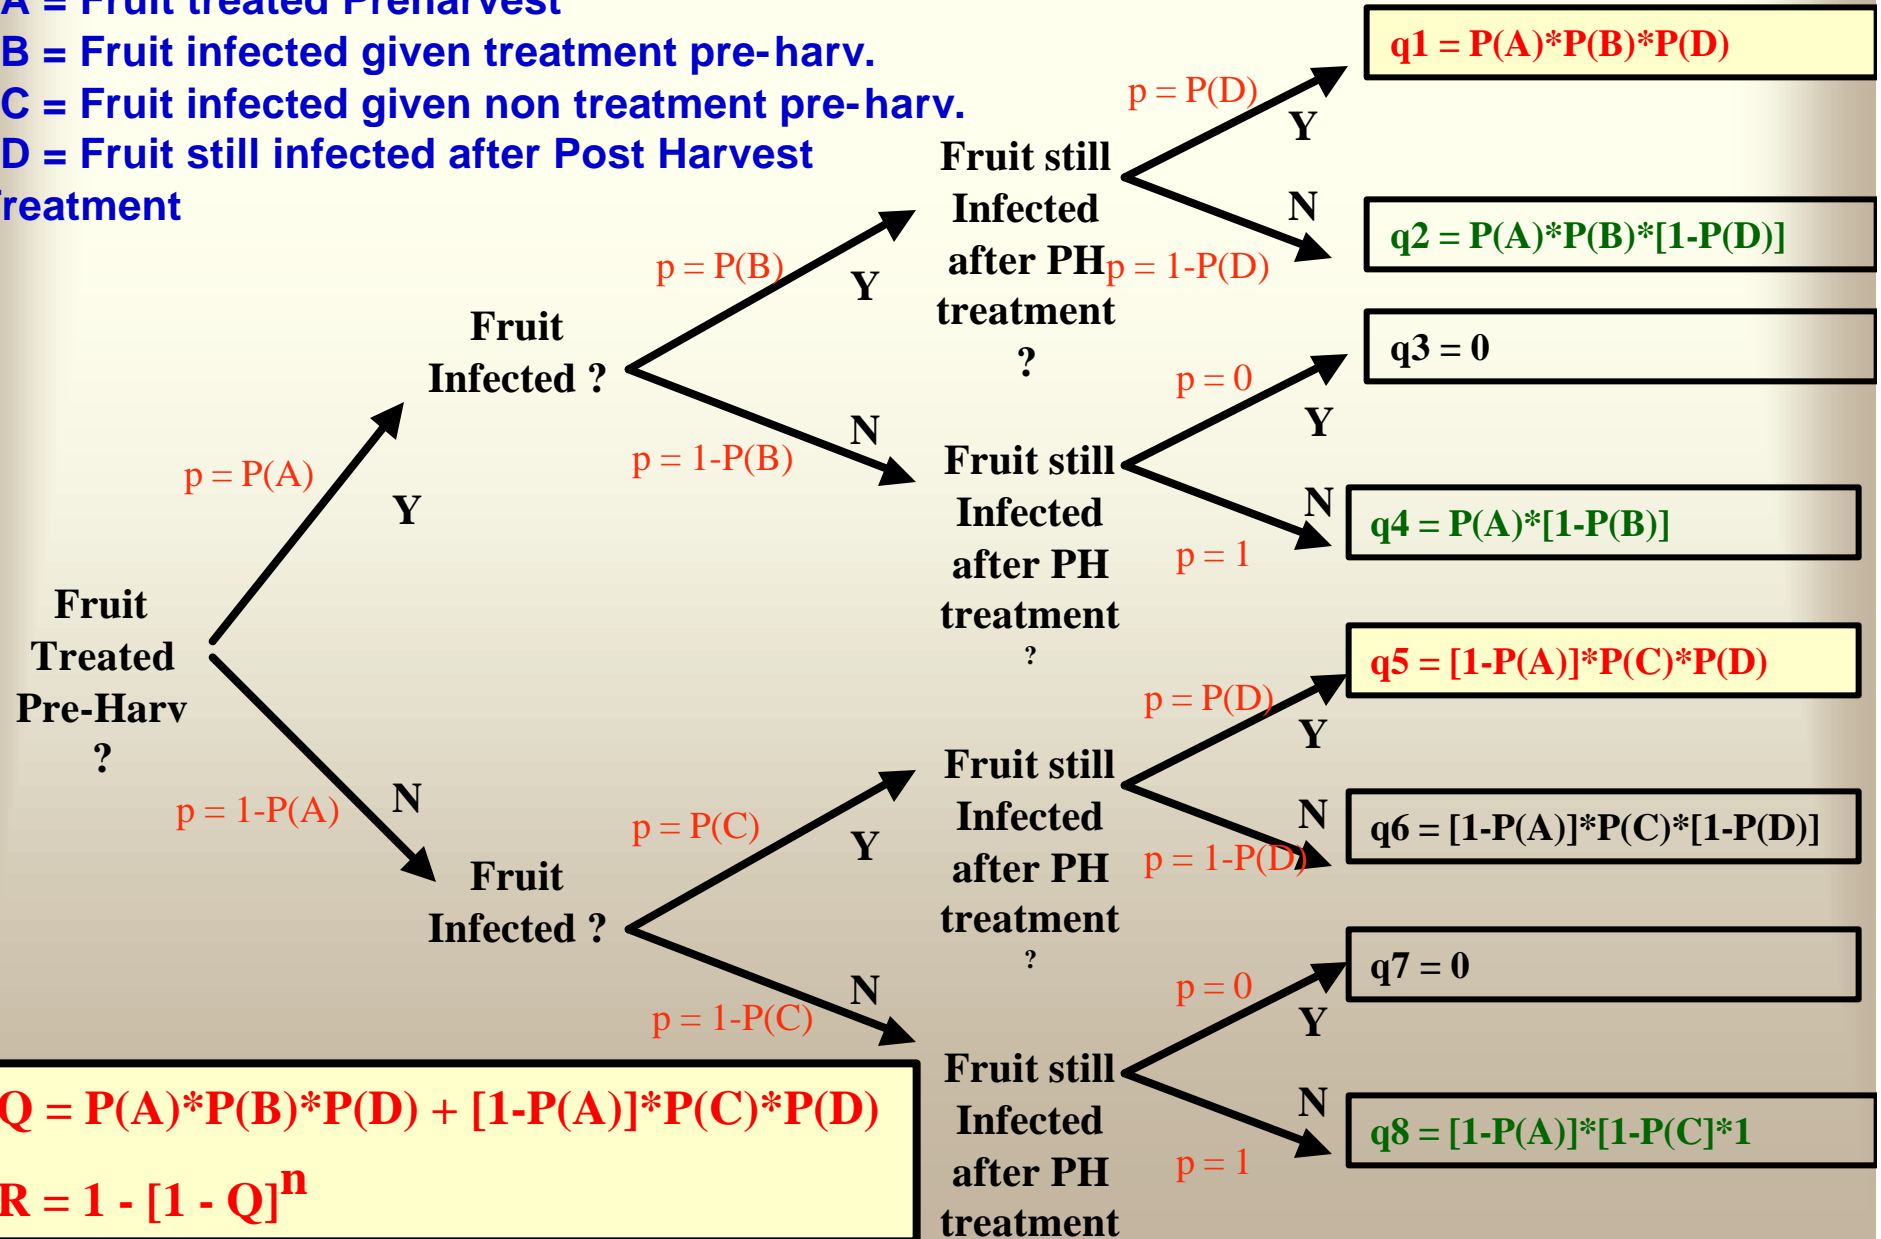 A = Fruit treated Preharvest
B = Fruit infected given treatment pre-harv.
C = Fruit infected given non treatment pre-harv.
D = Fruit still infected after Post Harvest
Treatment
Fruit
Treated
Pre-Harv
?
p = P(A)
Y
p = 1-P(A)
N
Fruit
Infected ?
p = P(B)
Y
p = 1-P(B)
N
Fruit
Infected ?
p = P(C)
Y
p = 1-P(C)
N
Fruit still
Infected
after PH
treatment
?
p = P(D)
Y
p = 1-P(D)
N
Fruit still
Infected
after PH
treatment
?
p = 0
Y
p = 1
N
Fruit still
Infected
after PH
treatment
?
p = P(D)
Y
p = 1-P(D)
N
Fruit still
Infected
after PH
treatment
p = 0
Y
p = 1
N
q1 = P(A)*P(B)*P(D)
q2 = P(A)*P(B)*[1-P(D)]
q3 = 0
q4 = P(A)*[1-P(B)]
q5 = [1-P(A)]*P(C)*P(D)
q6 = [1-P(A)]*P(C)*[1-P(D)]
q7 = 0
q8 = [1-P(A)]*[1-P(C]*1
Q = P(A)*P(B)*P(D) + [1-P(A)]*P(C)*P(D)
R = 1 - [1 - Q]^n